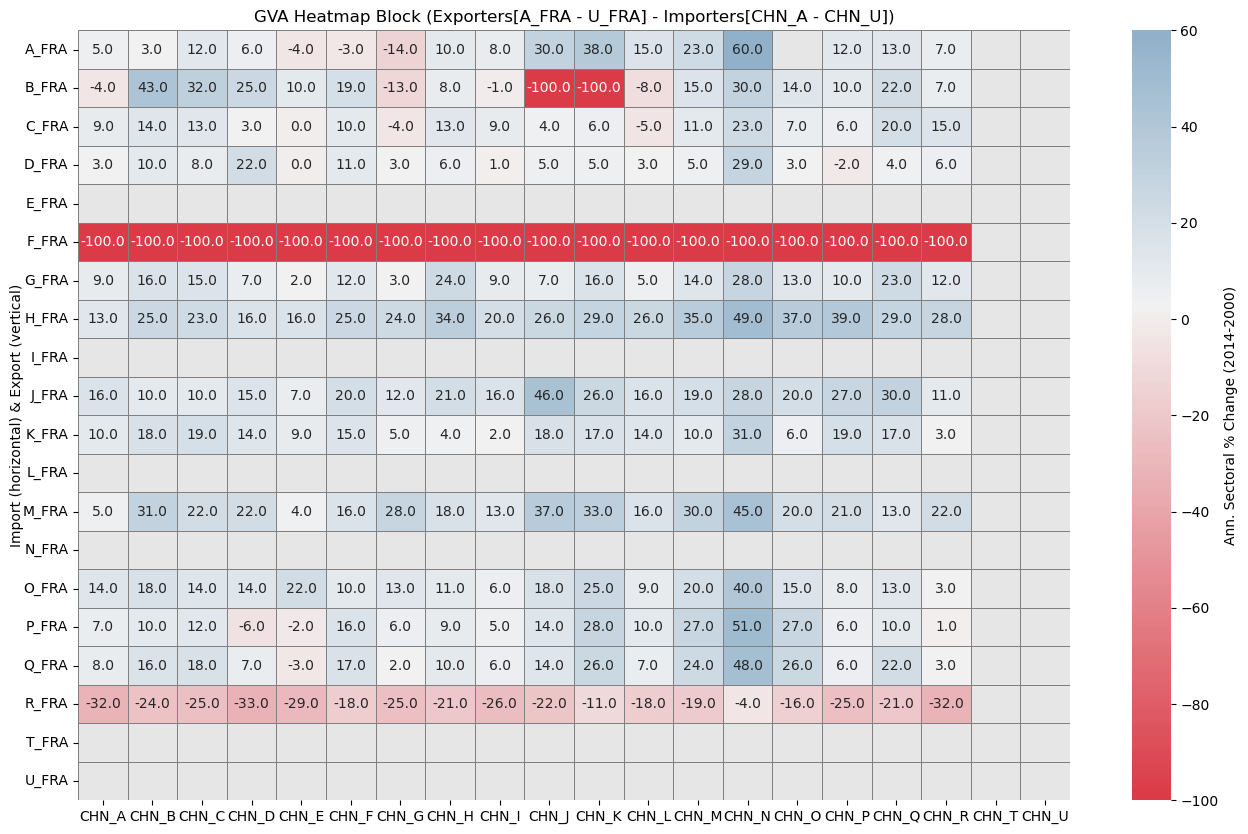 GVA Heatmap Block (Exporters[A_FRA - U_FRA] - Importers[CHN_A - CHN_U])
Import (horizontal) & Export (vertical)
A_FRA 5.0 3.0 12.0 6.0 -4.0 -3.0 -14.0 10.0 8.0 30.0 38.0 15.0 23.0 60.0 12.0 13.0 7.0
B_FRA -4.0 43.0 32.0 25.0 10.0 19.0 -13.0 8.0 -1.0 -100.0 -100.0 -8.0 15.0 30.0 14.0 10.0 22.0 7.0
C_FRA 9.0 14.0 13.0 3.0 0.0 10.0 -4.0 13.0 9.0 4.0 6.0 -5.0 11.0 23.0 7.0 6.0 20.0 15.0
D_FRA 3.0 10.0 8.0 22.0 0.0 11.0 3.0 6.0 1.0 5.0 5.0 3.0 5.0 29.0 3.0 -2.0 4.0 6.0
E_FRA
F_FRA -100.0 -100.0 -100.0 -100.0 -100.0 -100.0 -100.0 -100.0 -100.0 -100.0 -100.0 -100.0 -100.0 -100.0 -100.0 -100.0 -100.0 -100.0
G_FRA 9.0 16.0 15.0 7.0 2.0 12.0 3.0 24.0 9.0 7.0 16.0 5.0 14.0 28.0 13.0 10.0 23.0 12.0
H_FRA 13.0 25.0 23.0 16.0 16.0 25.0 24.0 34.0 20.0 26.0 29.0 26.0 35.0 49.0 37.0 39.0 29.0 28.0
I_FRA
J_FRA 16.0 10.0 10.0 15.0 7.0 20.0 12.0 21.0 16.0 46.0 26.0 16.0 19.0 28.0 20.0 27.0 30.0 11.0
K_FRA 10.0 18.0 19.0 14.0 9.0 15.0 5.0 4.0 2.0 18.0 17.0 14.0 10.0 31.0 6.0 19.0 17.0 3.0
L_FRA
M_FRA 5.0 31.0 22.0 22.0 4.0 16.0 28.0 18.0 13.0 37.0 33.0 16.0 30.0 45.0 20.0 21.0 13.0 22.0
N_FRA
O_FRA 14.0 18.0 14.0 14.0 22.0 10.0 13.0 11.0 6.0 18.0 25.0 9.0 20.0 40.0 15.0 8.0 13.0 3.0
P_FRA 7.0 10.0 12.0 -6.0 -2.0 16.0 6.0 9.0 5.0 14.0 28.0 10.0 27.0 51.0 27.0 6.0 10.0 1.0
Q_FRA 8.0 16.0 18.0 7.0 -3.0 17.0 2.0 10.0 6.0 14.0 26.0 7.0 24.0 48.0 26.0 6.0 22.0 3.0
R_FRA -32.0 -24.0 -25.0 -33.0 -29.0 -18.0 -25.0 -21.0 -26.0 -22.0 -11.0 -18.0 -19.0 -4.0 -16.0 -25.0 -21.0 -32.0
T_FRA
U_FRA
CHN_A CHN_B CHN_C CHN_D CHN_E CHN_F CHN_G CHN_H CHN_I CHN_J CHN_K CHN_L CHN_M CHN_N CHN_O CHN_P CHN_Q CHN_R CHN_T CHN_U
60
40
20
0
−20
−40
−60
−80
−100
Ann. Sectoral % Change (2014-2000)